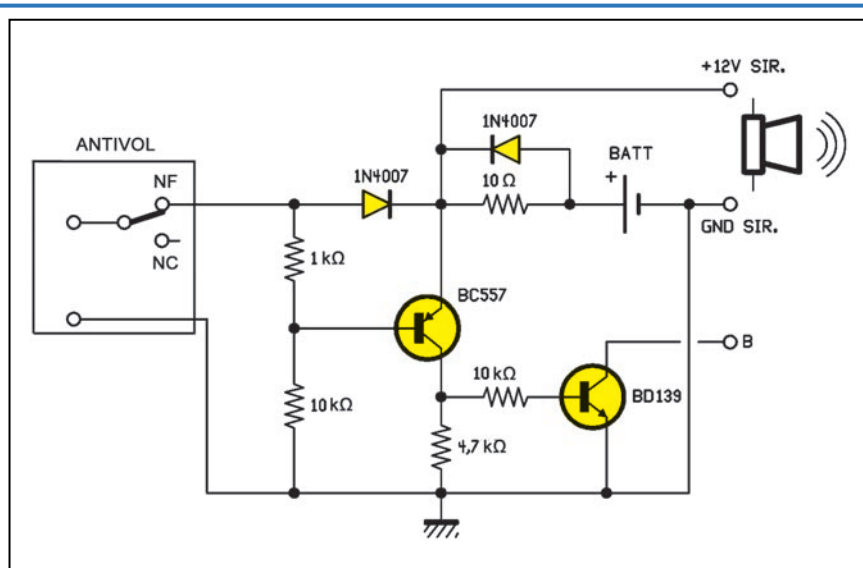 +12V SIR.
1N4007
ANTIVOL
BATT
1N4007
NF
+
10 Ω
GND SIR.
NC
1 kΩ
BC557
B
10 kΩ
BD139
10 kΩ
4,7 kΩ